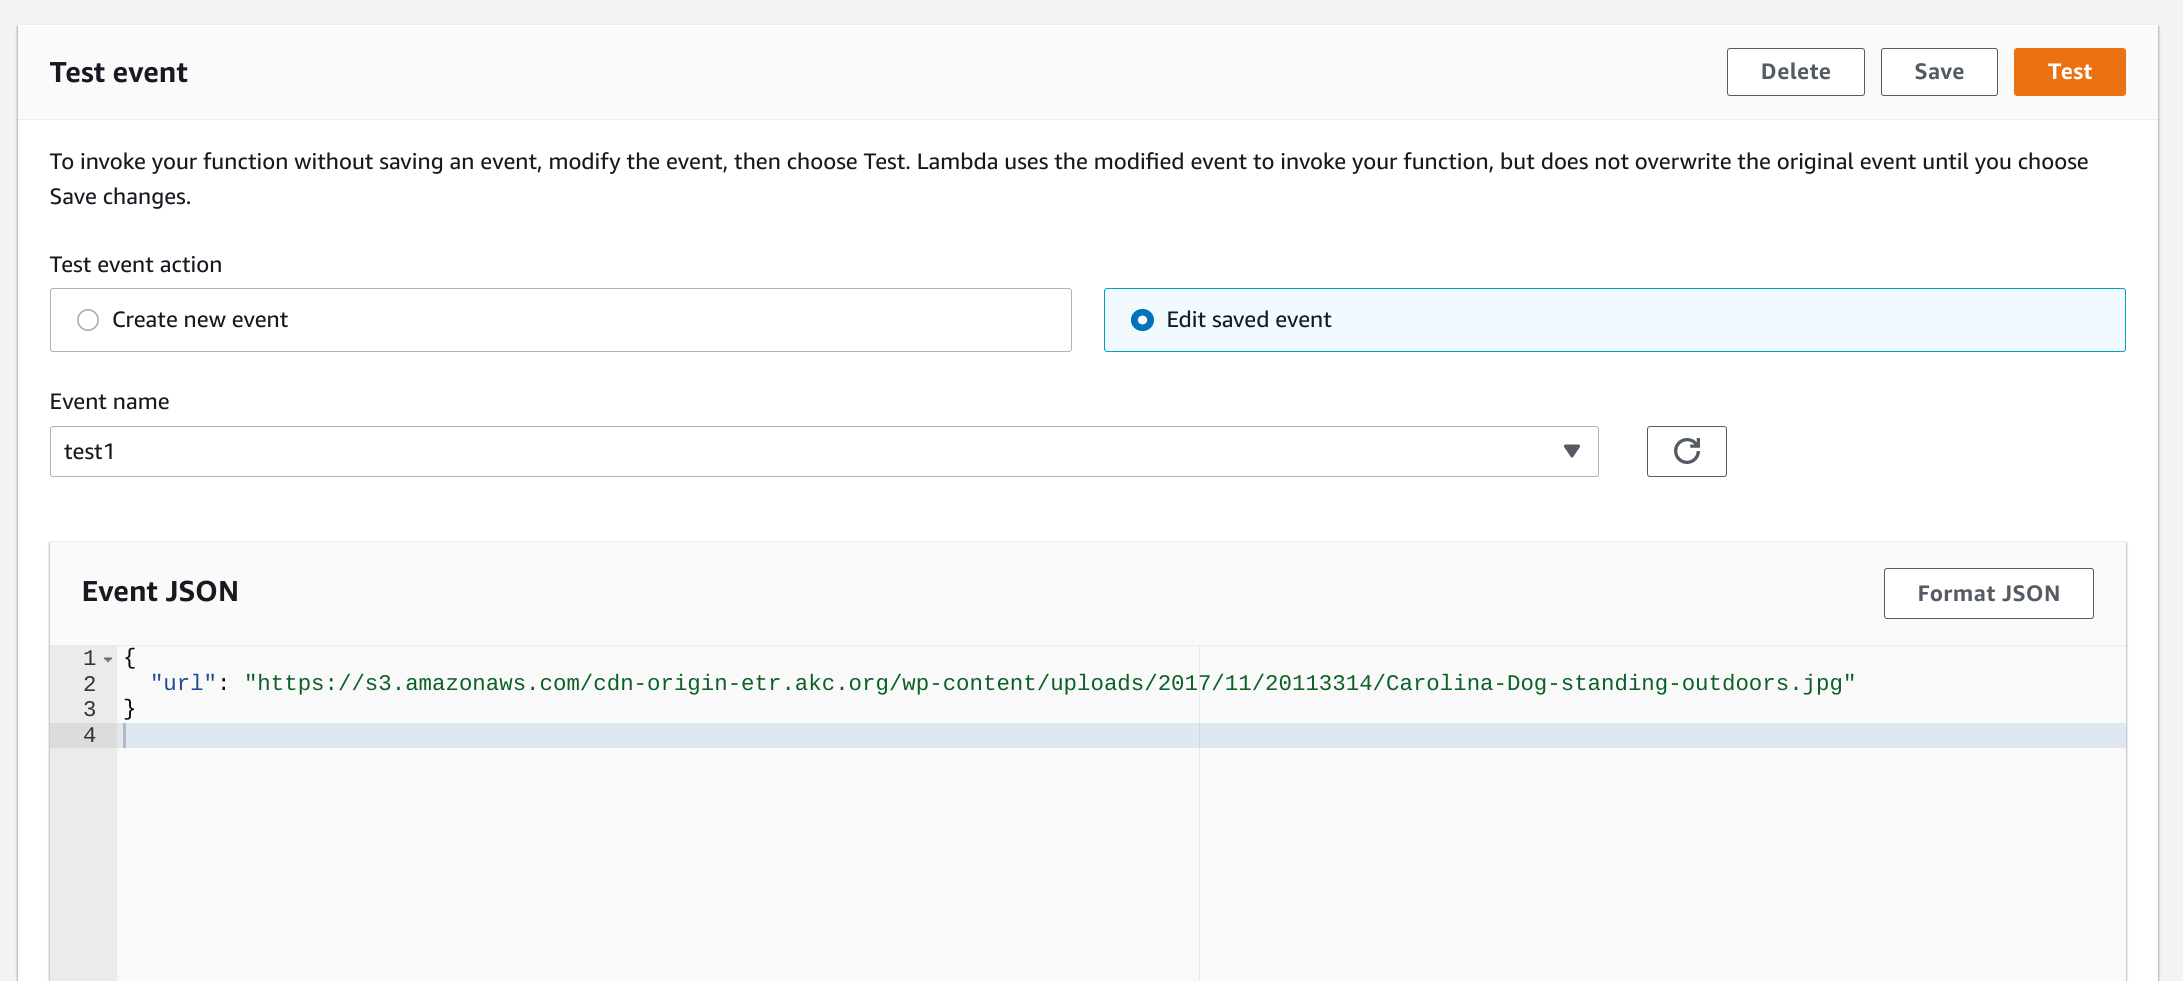 Test event
Delete
Save
Test
To invoke your function without saving an event, modify the event, then choose Test. Lambda uses the modified event to invoke your function, but does not overwrite the original event until you choose
Save changes.
Test event action
Create new event
Edit saved event
Event name
test1
Event JSON
Format JSON
1 {
2 "url": "https://s3.amazonaws.com/cdn-origin-etr.akc.org/wp-content/uploads/2017/11/20113314/Carolina-Dog-standing-outdoors.jpg"
3 }
4